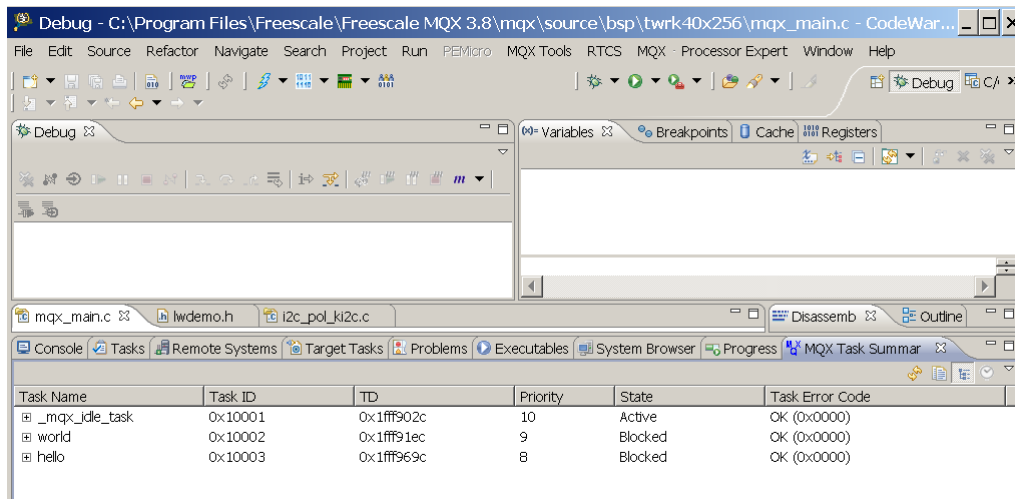 Debug - C:\Program Files\Freescale\Freescale MQX 3.8\mqx\source\bsp\twrk40x256\mqx_main.c - CodeWar...
File Edit Source Refactor Navigate Search Project Run PEMicro MQX Tools RTCS MQX Processor Expert Window Help
Debug C/
Debug
(x)= Variables Breakpoints Cache Registers
mqx_main.c lwdemo.h i2c_pol_ki2c.c
Disassemb Outline
Console Tasks Remote Systems Target Tasks Problems Executables System Browser Progress MQX Task Summar
Task Name Task ID TD Priority State Task Error Code
_mqx_idle_task 0x10001 0x1fff902c 10 Active OK (0x0000)
world 0x10002 0x1fff91ec 9 Blocked OK (0x0000)
hello 0x10003 0x1fff969c 8 Blocked OK (0x0000)